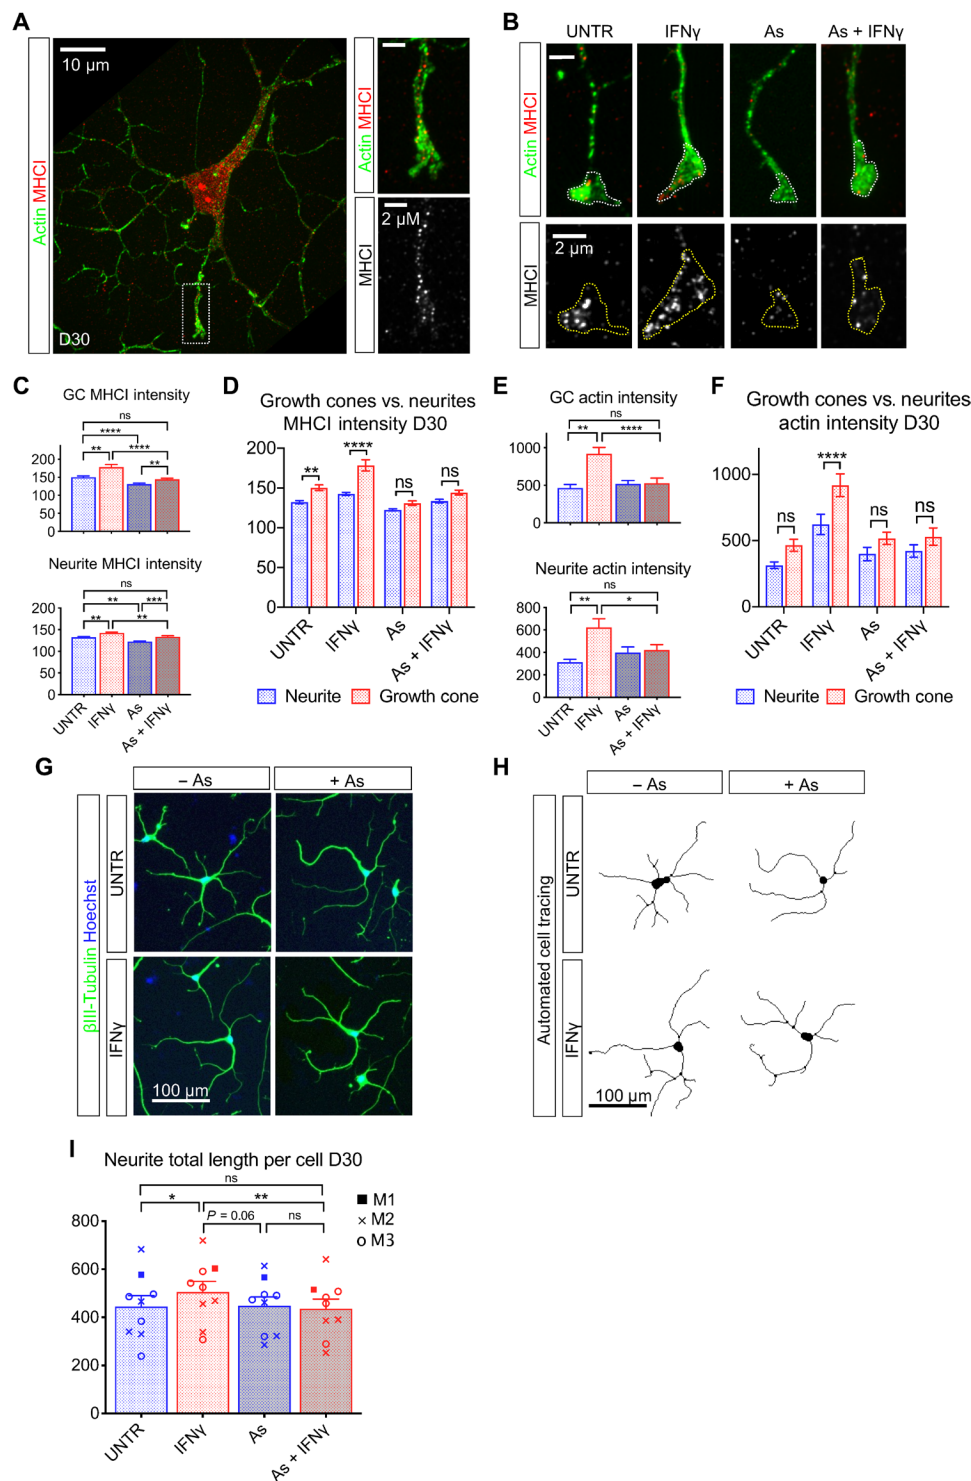 A
Actin MHCI
10 μm
D30
Actin MHCI
MHCI
2 μM
B
UNTR
IFNγ
As
As + IFNγ
Actin MHCI
MHCI
2 μm
C
GC MHCI intensity
ns
****
** ****
**
200
150
100
50
0
Neurite MHCI intensity
ns
** ***
** **
200
150
100
50
0
UNTR
IFNγ
As
As + IFNγ
D
Growth cones vs. neurites
MHCI intensity D30
200
150
100
50
0
**
****
ns
ns
UNTR
IFNγ
As
As + IFNγ
Neurite
Growth cone
E
GC actin intensity
ns
** ****
1000
500
0
Neurite actin intensity
ns
** *
800
600
400
200
0
UNTR
IFNγ
As
As + IFNγ
F
Growth cones vs. neurites
actin intensity D30
1000
500
0
ns
****
ns
ns
UNTR
IFNγ
As
As + IFNγ
Neurite
Growth cone
G
– As
+ As
βIII-Tubulin Hoechst
UNTR
IFNγ
100 μm
H
– As
+ As
Automated cell tracing
UNTR
IFNγ
100 μm
I
Neurite total length per cell D30
ns
* **
P = 0.06 ns
M1
M2
M3
800
600
400
200
0
UNTR
IFNγ
As
As + IFNγ